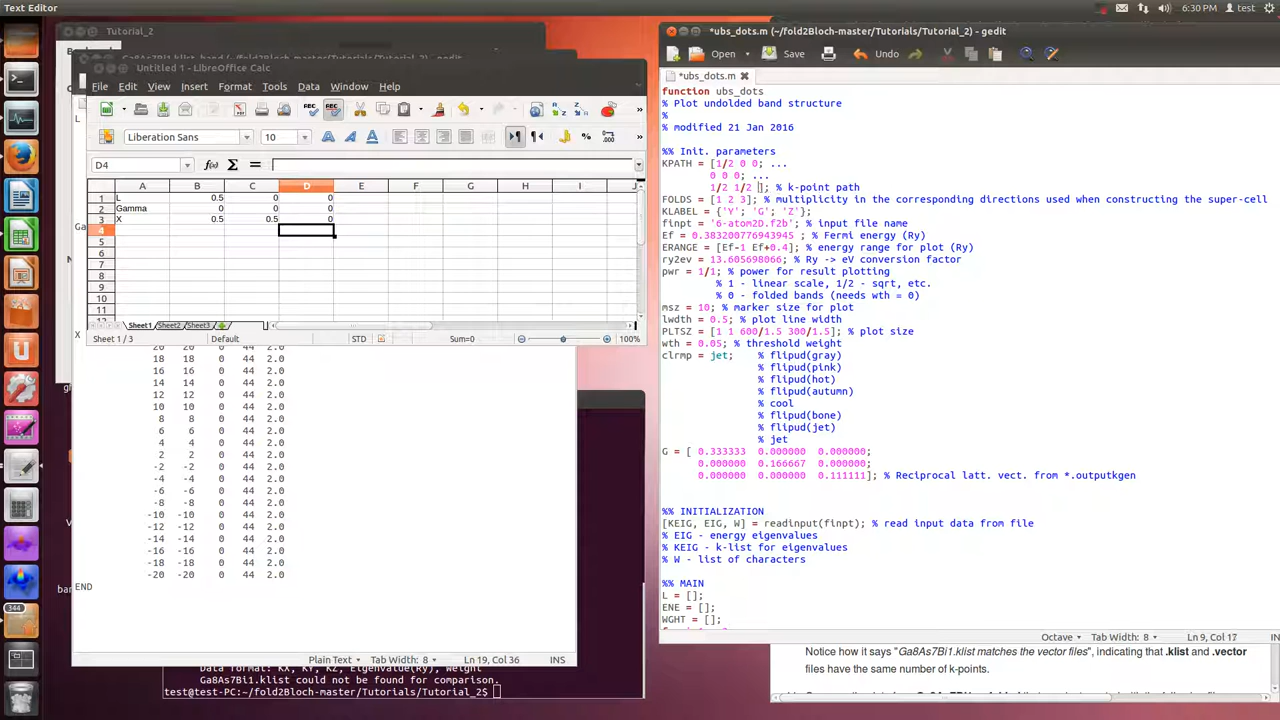 Text Editor
6:30 PM
test
Tutorial_2
Untitled 1 - LibreOffice Calc
File Edit View Insert Format Tools Data Window Help
Liberation Sans 10
D4
A B C D E F G H I
1 L 0.5 0 0
2 Gamma 0 0 0
3 X 0.5 0.5 0
4
5
6
7
8
9
10
11
Sheet1 Sheet2 Sheet3
Sheet 1 / 3 Default STD Sum=0 100%
20 20 0 44 2.0
18 18 0 44 2.0
16 16 0 44 2.0
14 14 0 44 2.0
12 12 0 44 2.0
10 10 0 44 2.0
8 8 0 44 2.0
6 6 0 44 2.0
4 4 0 44 2.0
2 2 0 44 2.0
-2 -2 0 44 2.0
-4 -4 0 44 2.0
-6 -6 0 44 2.0
-8 -8 0 44 2.0
-10 -10 0 44 2.0
-12 -12 0 44 2.0
-14 -14 0 44 2.0
-16 -16 0 44 2.0
-18 -18 0 44 2.0
-20 -20 0 44 2.0
END
Plain Text Tab Width: 8 Ln 19, Col 36 INS
Data format: KX, KY, KZ, Eigenvalue(Ry), Weight
Ga8As7Bi1.klist could not be found for comparison.
test@test-PC:~/fold2Bloch-master/Tutorials/Tutorial_2$
344
*ubs_dots.m (~/fold2Bloch-master/Tutorials/Tutorial_2) - gedit
Open Save Undo
*ubs_dots.m
function ubs_dots
% Plot undolded band structure
%
% modified 21 Jan 2016
%% Init. parameters
KPATH = [1/2 0 0; ...
0 0 0; ...
1/2 1/2 ]; % k-point path
FOLDS = [1 2 3]; % multiplicity in the corresponding directions used when constructing the super-cell
KLABEL = {'Y'; 'G'; 'Z'};
finpt = '6-atom2D.f2b'; % input file name
Ef = 0.383200776943945 ; % Fermi energy (Ry)
ERANGE = [Ef-1 Ef+0.4]; % energy range for plot (Ry)
ry2ev = 13.605698066; % Ry -> eV conversion factor
pwr = 1/1; % power for result plotting
% 1 - linear scale, 1/2 - sqrt, etc.
% 0 - folded bands (needs wth = 0)
msz = 10; % marker size for plot
lwdth = 0.5; % plot line width
PLTSZ = [1 1 600/1.5 300/1.5]; % plot size
wth = 0.05; % threshold weight
clrmp = jet; % flipud(gray)
% flipud(pink)
% flipud(hot)
% flipud(autumn)
% cool
% flipud(bone)
% flipud(jet)
% jet
G = [ 0.333333 0.000000 0.000000;
0.000000 0.166667 0.000000;
0.000000 0.000000 0.111111]; % Reciprocal latt. vect. from *.outputkgen
%% INITIALIZATION
[KEIG, EIG, W] = readinput(finpt); % read input data from file
% EIG - energy eigenvalues
% KEIG - k-list for eigenvalues
% W - list of characters
%% MAIN
L = [];
ENE = [];
WGHT = [];
Octave Tab Width: 8 Ln 9, Col 17 IN
Notice how it says "Ga8As7Bi1.klist matches the vector files", indicating that .klist and .vector
files have the same number of k-points.